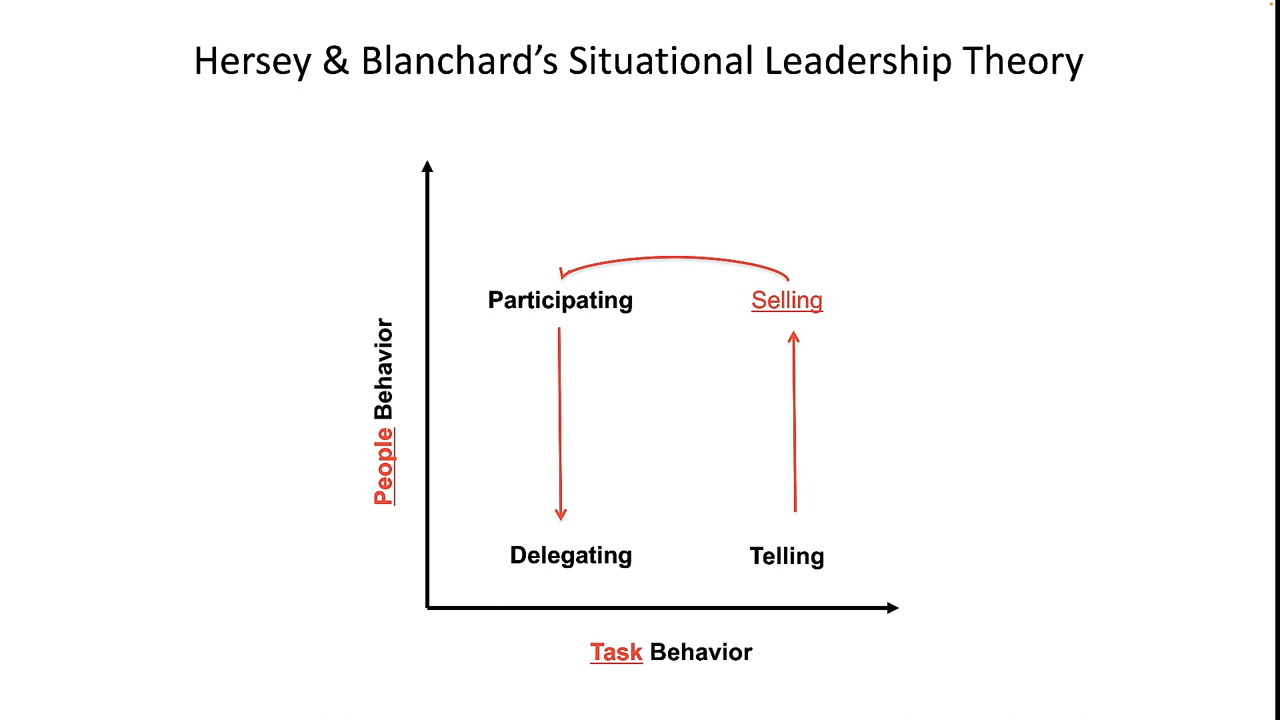 Hersey & Blanchard’s Situational Leadership Theory
Participating
Selling
People Behavior
Delegating
Telling
Task Behavior